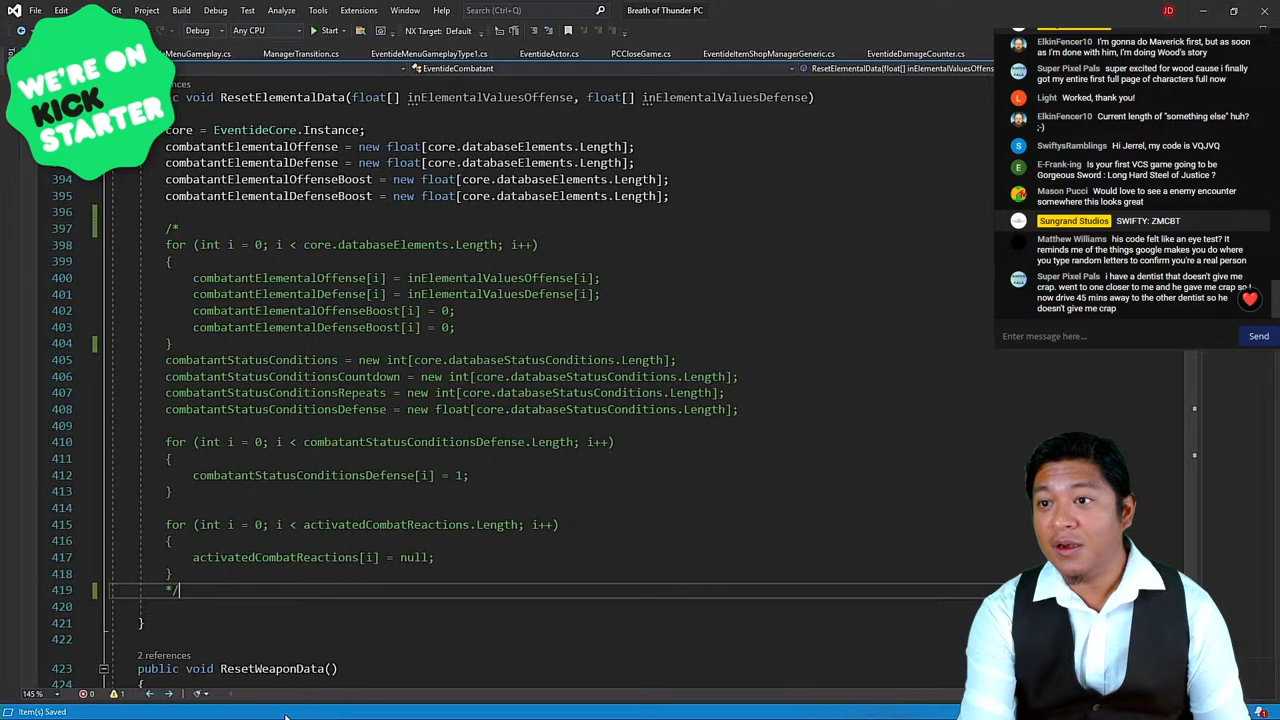 File Edit Git Project Build Debug Test Analyze Tools Extensions Window Help Search (Ctrl+Q) Breath of Thunder PC JD
Debug Any CPU Start NX Target: Default
MenuGameplay.cs ManagerTransition.cs EventideMenuGameplayType1.cs EventideActor.cs PCCloseGame.cs EventideItemShopManagerGeneric.cs EventideDamageCounter.cs
EventideCombatant ResetElementalData(float[] inElementalValuesOffens
WE'RE ON
KICK
STARTER
void ResetElementalData(float[] inElementalValuesOffense, float[] inElementalValuesDefense)
core = EventideCore.Instance;
combatantElementalOffense = new float[core.databaseElements.Length];
combatantElementalDefense = new float[core.databaseElements.Length];
394 combatantElementalOffenseBoost = new float[core.databaseElements.Length];
395 combatantElementalDefenseBoost = new float[core.databaseElements.Length];
396
397 /*
398 for (int i = 0; i < core.databaseElements.Length; i++)
399 {
400 combatantElementalOffense[i] = inElementalValuesOffense[i];
401 combatantElementalDefense[i] = inElementalValuesDefense[i];
402 combatantElementalOffenseBoost[i] = 0;
403 combatantElementalDefenseBoost[i] = 0;
404 }
405 combatantStatusConditions = new int[core.databaseStatusConditions.Length];
406 combatantStatusConditionsCountdown = new int[core.databaseStatusConditions.Length];
407 combatantStatusConditionsRepeats = new int[core.databaseStatusConditions.Length];
408 combatantStatusConditionsDefense = new float[core.databaseStatusConditions.Length];
409
410 for (int i = 0; i < combatantStatusConditionsDefense.Length; i++)
411 {
412 combatantStatusConditionsDefense[i] = 1;
413 }
414
415 for (int i = 0; i < activatedCombatReactions.Length; i++)
416 {
417 activatedCombatReactions[i] = null;
418 }
419 */
420
421 }
422
2 references
423 public void ResetWeaponData()
424 {
145 % 0 1
Item(s) Saved
ElkinFencer10 I'm gonna do Maverick first, but as soon
as I'm done with him, I'm doing Wood's story
Super Pixel Pals super excited for wood cause i finally
got my entire first full page of characters full now
Light Worked, thank you!
ElkinFencer10 Current length of "something else" huh?
;-)
SwiftysRamblings Hi Jerrel, my code is VQJVQ
E-Frank-ing Is your first VCS game going to be
Gorgeous Sword : Long Hard Steel of Justice ?
Mason Pucci Would love to see a enemy encounter
somewhere this looks great
Sungrand Studios SWIFTY: ZMCBT
Matthew Williams his code felt like an eye test? It
reminds me of the things google makes you do where
you type random letters to confirm you're a real person
Super Pixel Pals i have a dentist that doesn't give me
crap. went to one closer to me and he gave me crap so I
now drive 45 mins away to the other dentist so he
doesn't give me crap
Enter message here... Send